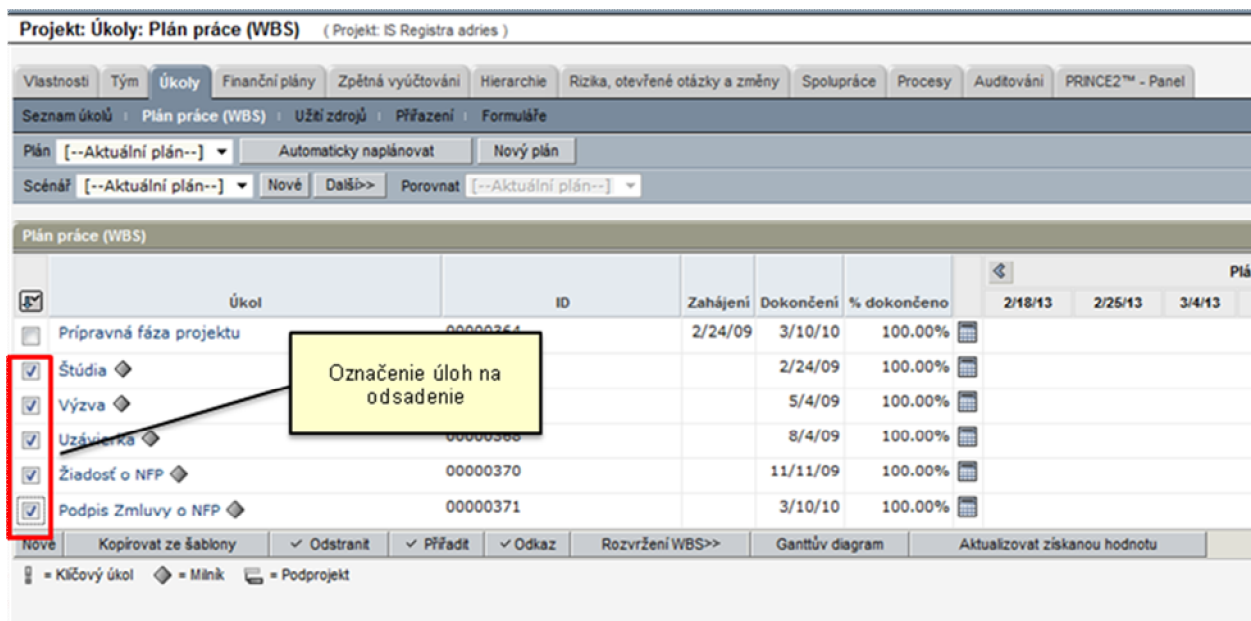 Projekt: Úkoly: Plán práce (WBS) ( Projekt: IS Registra adries )
Vlastnosti Tým Úkoly Finanční plány Zpětná vyúčtování Hierarchie Rizika, otevřené otázky a změny Spolupráce Procesy Auditování PRINCE2™ - Panel
Seznam úkolů Plán práce (WBS) Užití zdrojů Přiřazení Formuláře
Plán [--Aktuální plán--] Automaticky naplánovat Nový plán
Scénář [--Aktuální plán--] Nové Další>> Porovnat [--Aktuální plán--]
Plán práce (WBS)
Plá
Úkol ID Zahájení Dokončení % dokončeno 2/18/13 2/25/13 3/4/13
Prípravná fáza projektu 00000364 2/24/09 3/10/10 100.00%
Štúdia 2/24/09 100.00%
Výzva 5/4/09 100.00%
Uzávierka 00000368 8/4/09 100.00%
Žiadosť o NFP 00000370 11/11/09 100.00%
Podpis Zmluvy o NFP 00000371 3/10/10 100.00%
Označenie úloh na
odsadenie
Nové Kopírovat ze šablony Odstranit Přiřadit Odkaz Rozvržení WBS>> Ganttův diagram Aktualizovat získanou hodnotu
= Klíčový úkol = Milník = Podprojekt